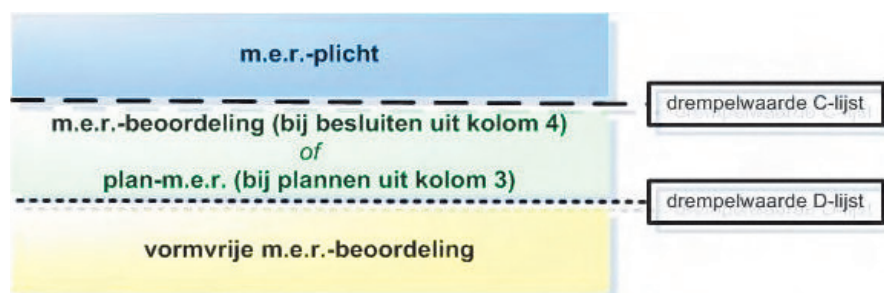 m.e.r.-plicht
drempelwaarde C-lijst
m.e.r.-beoordeling (bij besluiten uit kolom 4)
of
plan-m.e.r. (bij plannen uit kolom 3)
drempelwaarde D-lijst
vormvrije m.e.r.-beoordeling